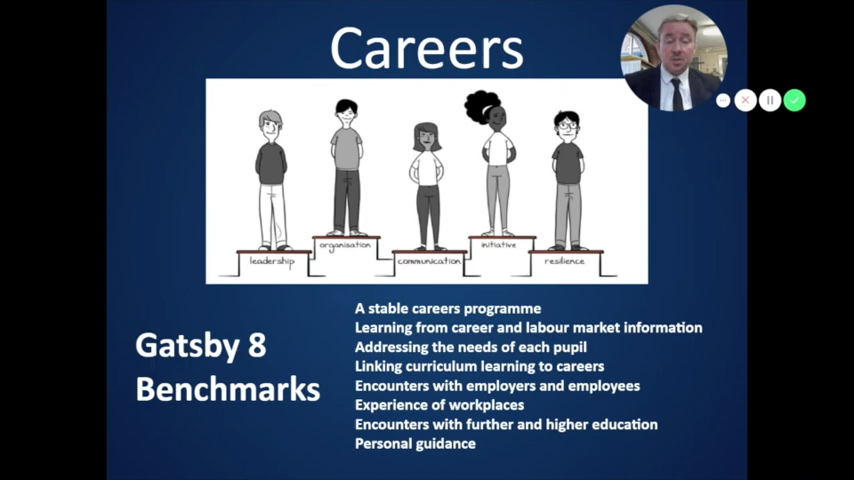 Careers
leadership
organisation
communication
initiative
resilience
Gatsby 8
Benchmarks
A stable careers programme
Learning from career and labour market information
Addressing the needs of each pupil
Linking curriculum learning to careers
Encounters with employers and employees
Experience of workplaces
Encounters with further and higher education
Personal guidance